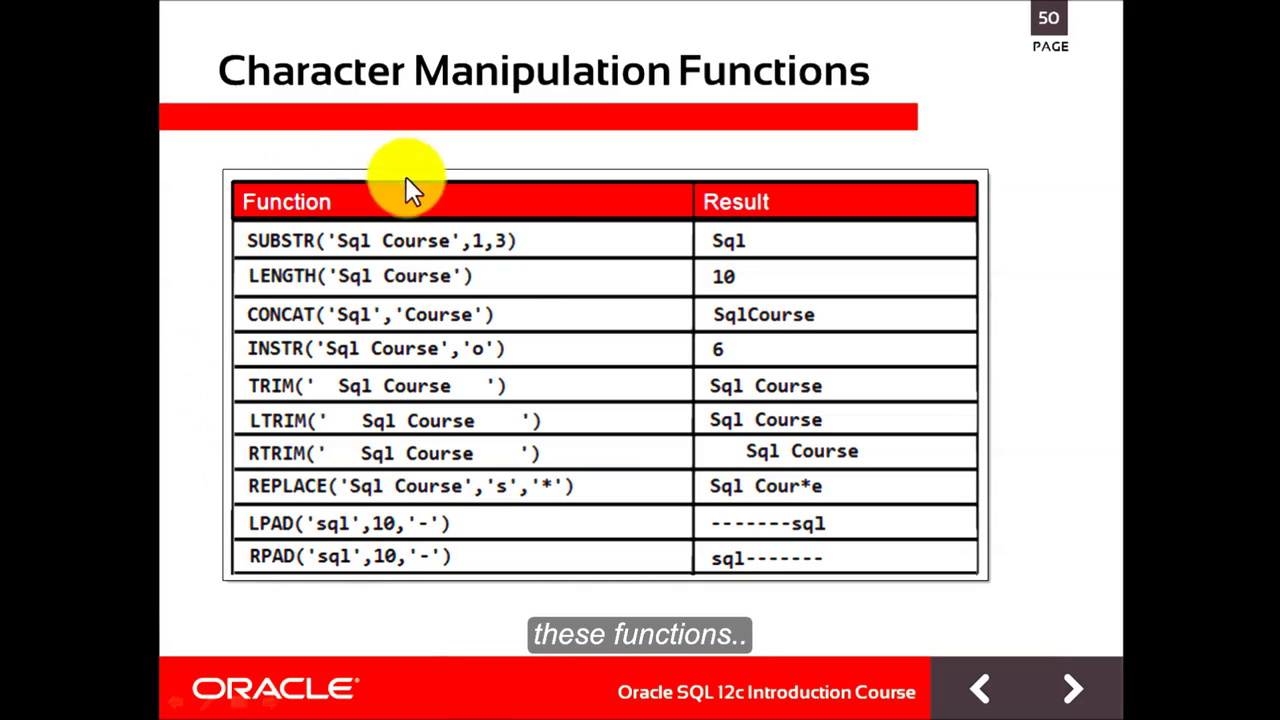 50
PAGE
Character Manipulation Functions
Function Result
SUBSTR('Sql Course',1,3) Sql
LENGTH('Sql Course') 10
CONCAT('Sql','Course') SqlCourse
INSTR('Sql Course','o') 6
TRIM('  Sql Course   ') Sql Course
LTRIM('   Sql Course    ') Sql Course
RTRIM('   Sql Course    ')    Sql Course
REPLACE('Sql Course','s','*') Sql Cour*e
LPAD('sql',10,'-') -------sql
RPAD('sql',10,'-') sql-------
these functions..
ORACLE® Oracle SQL 12c Introduction Course